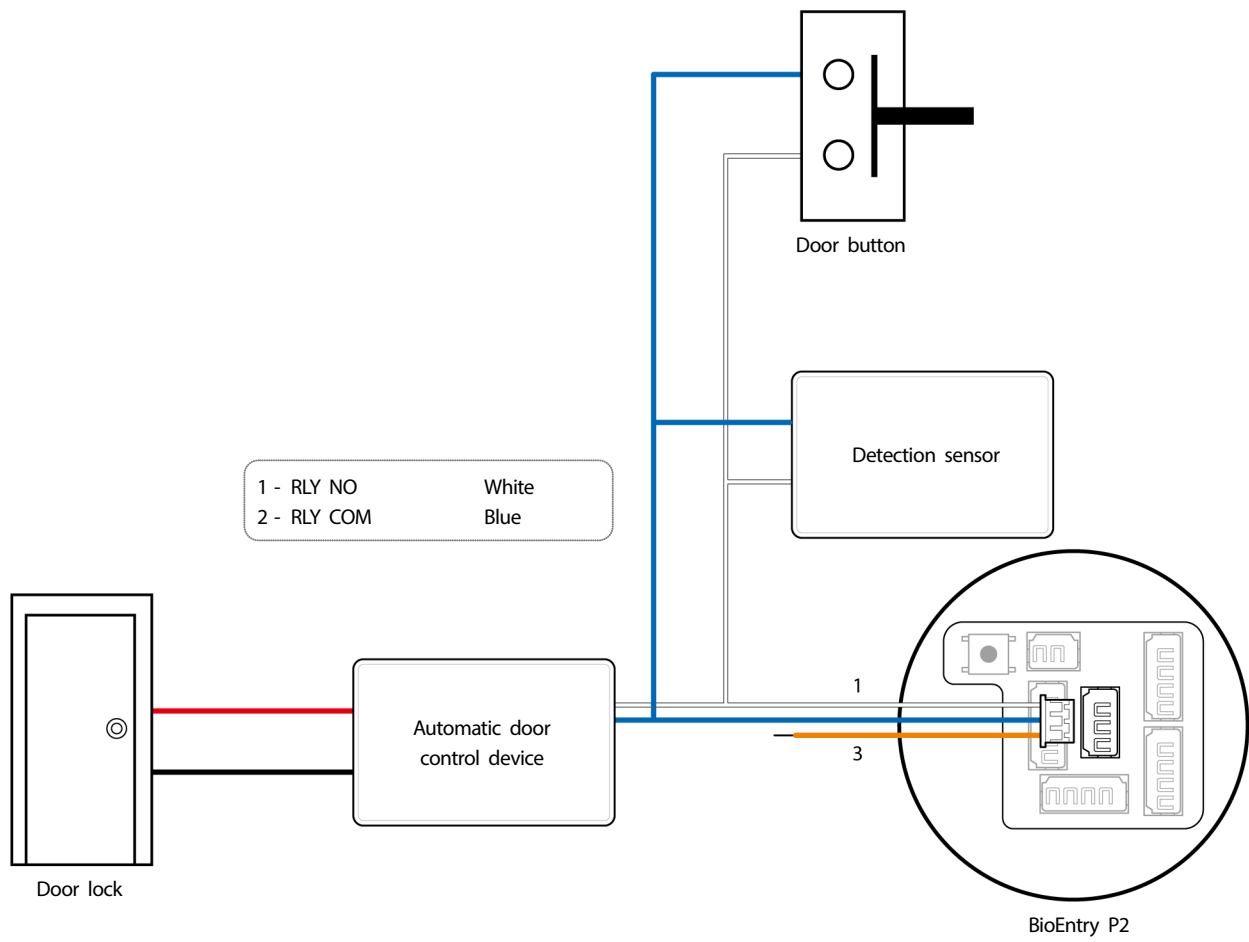 Door button
Detection sensor
1 - RLY NO White
2 - RLY COM Blue
1
Automatic door
control device
3
Door lock
BioEntry P2